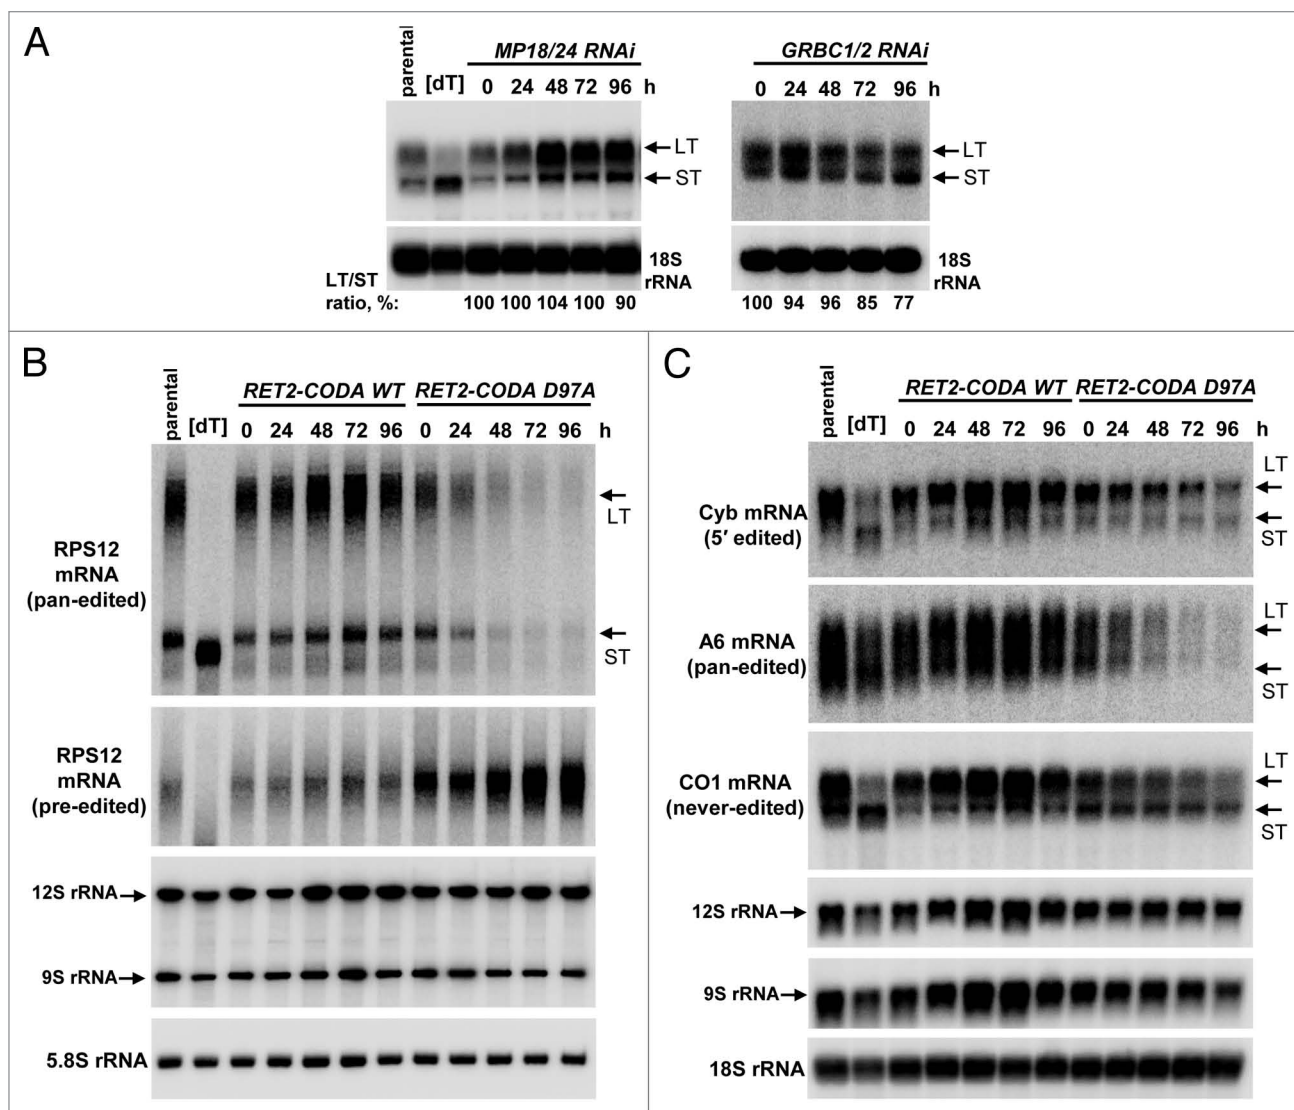 A
parental
[dT]
MP18/24 RNAi
0 24 48 72 96 h
LT
ST
18S
rRNA
LT/ST
ratio, %:
100 100 104 100 90
GRBC1/2 RNAi
0 24 48 72 96 h
LT
ST
18S
rRNA
100 94 96 85 77
B
parental
[dT]
RET2-CODA WT
RET2-CODA D97A
0 24 48 72 96 0 24 48 72 96 h
RPS12
mRNA
(pan-edited)
LT
ST
RPS12
mRNA
(pre-edited)
12S rRNA
9S rRNA
5.8S rRNA
C
parental
[dT]
RET2-CODA WT
RET2-CODA D97A
0 24 48 72 96 0 24 48 72 96 h
Cyb mRNA
(5′ edited)
LT
ST
A6 mRNA
(pan-edited)
LT
ST
CO1 mRNA
(never-edited)
LT
ST
12S rRNA
9S rRNA
18S rRNA